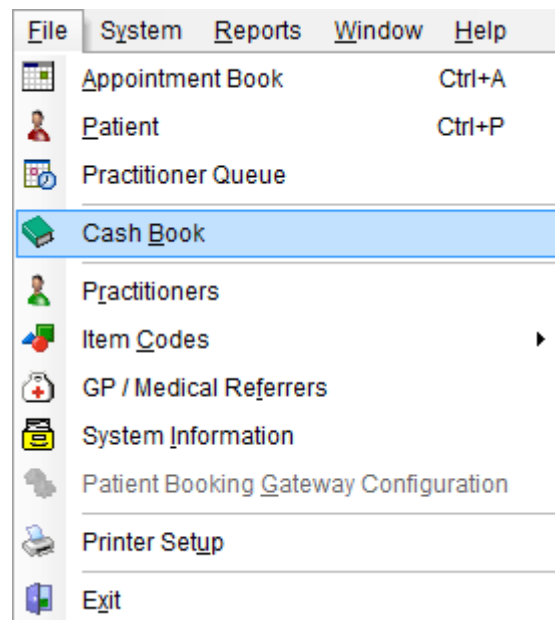 File System Reports Window Help
Appointment Book Ctrl+A
Patient Ctrl+P
Practitioner Queue
Cash Book
Practitioners
Item Codes
GP / Medical Referrers
System Information
Patient Booking Gateway Configuration
Printer Setup
Exit